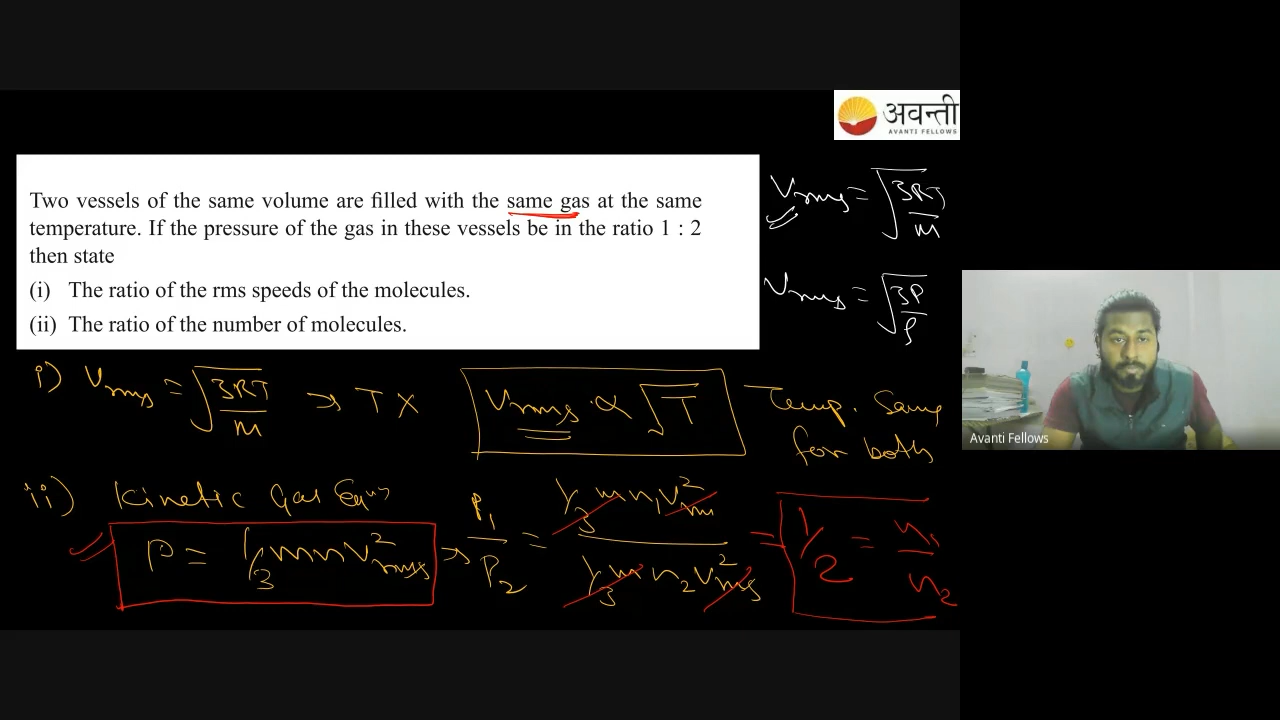 अवन्ती
AVANTI FELLOWS
Two vessels of the same volume are filled with the same gas at the same
temperature. If the pressure of the gas in these vessels be in the ratio 1 : 2
then state
(i) The ratio of the rms speeds of the molecules.
(ii) The ratio of the number of molecules.
Vrms = √(3RT/m)
Vrms = √(3P/ρ)
i) Vrms = √(3RT/m) → T X
Vrms ∝ √T
Temp. Same
for both
ii) Kinetic Gas Eqn
P = 1/3 mnv²rms → P₁/P₂ = 1/3 mn₁v²rms / 1/3 mn₂v²rms = 1/2 = n₁/n₂
Avanti Fellows